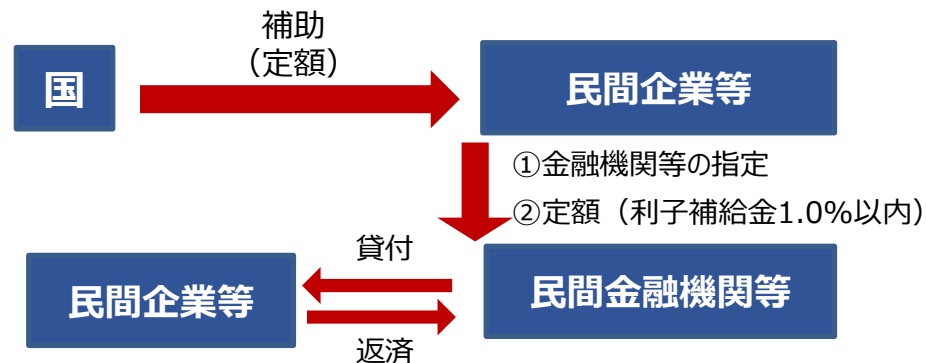 補助
（定額）
国
民間企業等
①金融機関等の指定
②定額（利子補給金1.0%以内）
貸付
民間企業等
民間金融機関等
返済